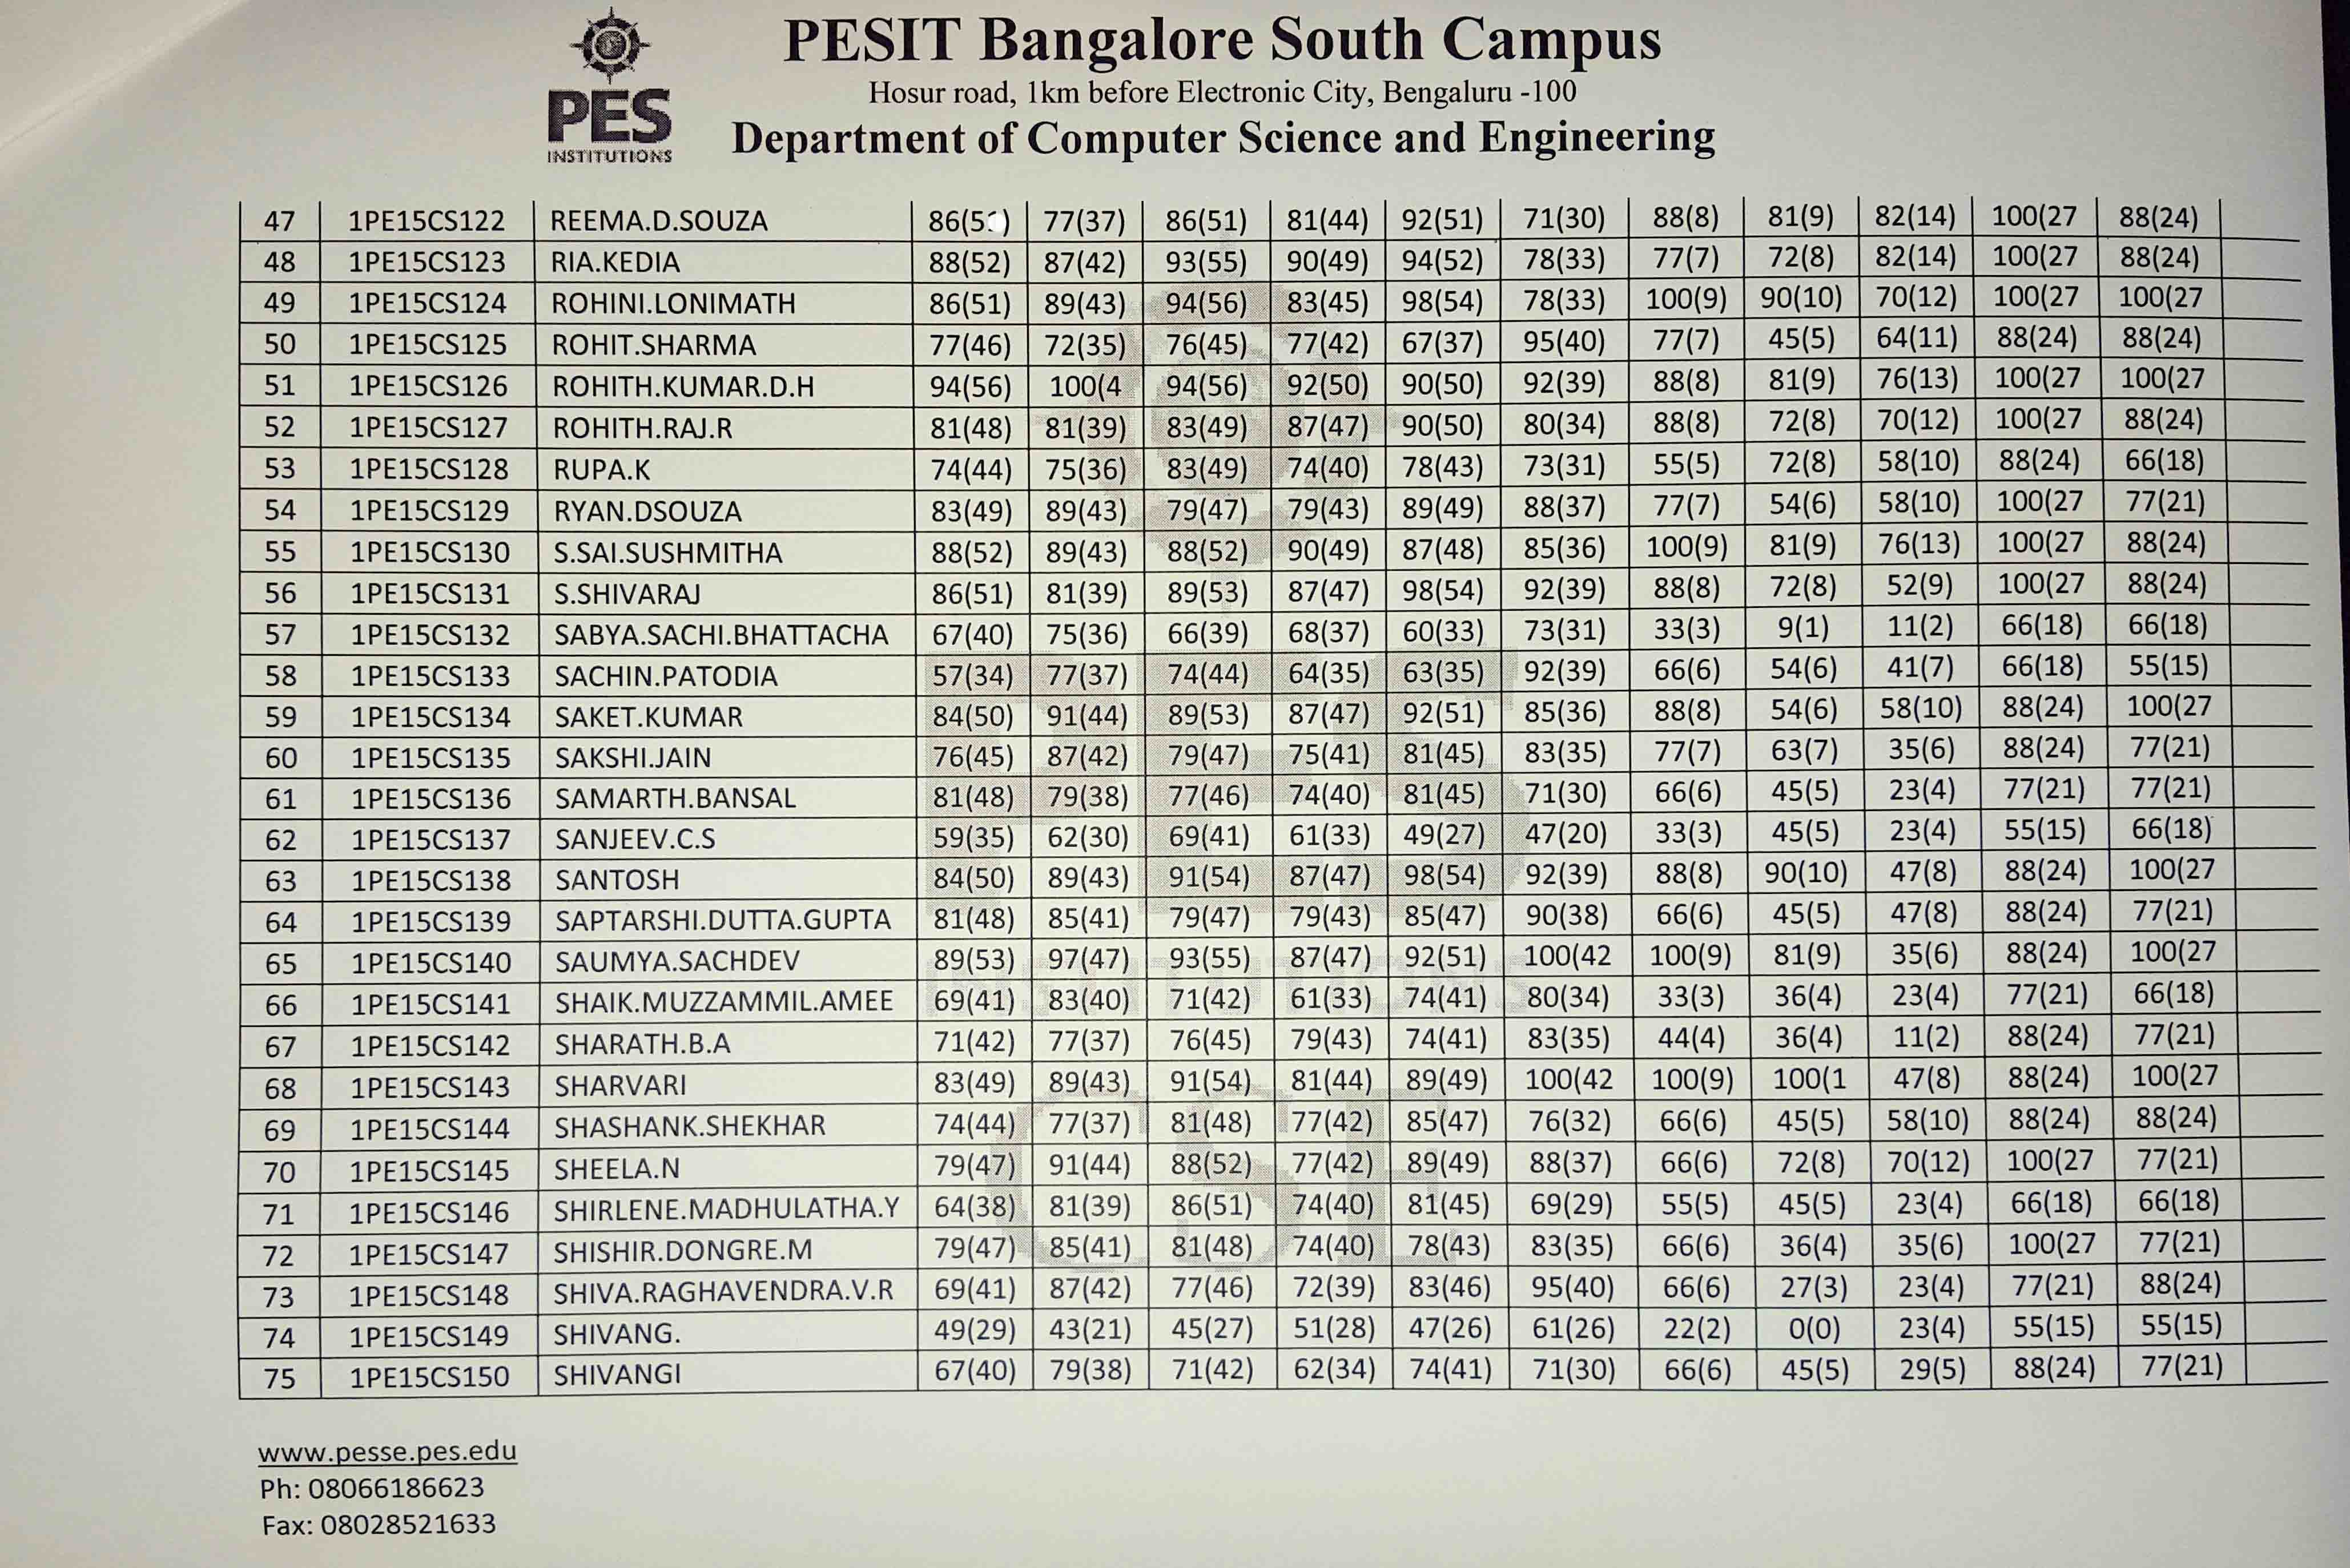 PES
INSTITUTIONS
PESIT Bangalore South Campus
Hosur road, 1km before Electronic City, Bengaluru -100
Department of Computer Science and Engineering
47 1PE15CS122 REEMA.D.SOUZA 86(51) 77(37) 86(51) 81(44) 92(51) 71(30) 88(8) 81(9) 82(14) 100(27 88(24)
48 1PE15CS123 RIA.KEDIA 88(52) 87(42) 93(55) 90(49) 94(52) 78(33) 77(7) 72(8) 82(14) 100(27 88(24)
49 1PE15CS124 ROHINI.LONIMATH 86(51) 89(43) 94(56) 83(45) 98(54) 78(33) 100(9) 90(10) 70(12) 100(27 100(27
50 1PE15CS125 ROHIT.SHARMA 77(46) 72(35) 76(45) 77(42) 67(37) 95(40) 77(7) 45(5) 64(11) 88(24) 88(24)
51 1PE15CS126 ROHITH.KUMAR.D.H 94(56) 100(4 94(56) 92(50) 90(50) 92(39) 88(8) 81(9) 76(13) 100(27 100(27
52 1PE15CS127 ROHITH.RAJ.R 81(48) 81(39) 83(49) 87(47) 90(50) 80(34) 88(8) 72(8) 70(12) 100(27 88(24)
53 1PE15CS128 RUPA.K 74(44) 75(36) 83(49) 74(40) 78(43) 73(31) 55(5) 72(8) 58(10) 88(24) 66(18)
54 1PE15CS129 RYAN.DSOUZA 83(49) 89(43) 79(47) 79(43) 89(49) 88(37) 77(7) 54(6) 58(10) 100(27 77(21)
55 1PE15CS130 S.SAI.SUSHMITHA 88(52) 89(43) 88(52) 90(49) 87(48) 85(36) 100(9) 81(9) 76(13) 100(27 88(24)
56 1PE15CS131 S.SHIVARAJ 86(51) 81(39) 89(53) 87(47) 98(54) 92(39) 88(8) 72(8) 52(9) 100(27 88(24)
57 1PE15CS132 SABYA.SACHI.BHATTACHA 67(40) 75(36) 66(39) 68(37) 60(33) 73(31) 33(3) 9(1) 11(2) 66(18) 66(18)
58 1PE15CS133 SACHIN.PATODIA 57(34) 77(37) 74(44) 64(35) 63(35) 92(39) 66(6) 54(6) 41(7) 66(18) 55(15)
59 1PE15CS134 SAKET.KUMAR 84(50) 91(44) 89(53) 87(47) 92(51) 85(36) 88(8) 54(6) 58(10) 88(24) 100(27
60 1PE15CS135 SAKSHI.JAIN 76(45) 87(42) 79(47) 75(41) 81(45) 83(35) 77(7) 63(7) 35(6) 88(24) 77(21)
61 1PE15CS136 SAMARTH.BANSAL 81(48) 79(38) 77(46) 74(40) 81(45) 71(30) 66(6) 45(5) 23(4) 77(21) 77(21)
62 1PE15CS137 SANJEEV.C.S 59(35) 62(30) 69(41) 61(33) 49(27) 47(20) 33(3) 45(5) 23(4) 55(15) 66(18)
63 1PE15CS138 SANTOSH 84(50) 89(43) 91(54) 87(47) 98(54) 92(39) 88(8) 90(10) 47(8) 88(24) 100(27
64 1PE15CS139 SAPTARSHI.DUTTA.GUPTA 81(48) 85(41) 79(47) 79(43) 85(47) 90(38) 66(6) 45(5) 47(8) 88(24) 77(21)
65 1PE15CS140 SAUMYA.SACHDEV 89(53) 97(47) 93(55) 87(47) 92(51) 100(42 100(9) 81(9) 35(6) 88(24) 100(27
66 1PE15CS141 SHAIK.MUZZAMMIL.AMEE 69(41) 83(40) 71(42) 61(33) 74(41) 80(34) 33(3) 36(4) 23(4) 77(21) 66(18)
67 1PE15CS142 SHARATH.B.A 71(42) 77(37) 76(45) 79(43) 74(41) 83(35) 44(4) 36(4) 11(2) 88(24) 77(21)
68 1PE15CS143 SHARVARI 83(49) 89(43) 91(54) 81(44) 89(49) 100(42 100(9) 100(1 47(8) 88(24) 100(27
69 1PE15CS144 SHASHANK.SHEKHAR 74(44) 77(37) 81(48) 77(42) 85(47) 76(32) 66(6) 45(5) 58(10) 88(24) 88(24)
70 1PE15CS145 SHEELA.N 79(47) 91(44) 88(52) 77(42) 89(49) 88(37) 66(6) 72(8) 70(12) 100(27 77(21)
71 1PE15CS146 SHIRLENE.MADHULATHA.Y 64(38) 81(39) 86(51) 74(40) 81(45) 69(29) 55(5) 45(5) 23(4) 66(18) 66(18)
72 1PE15CS147 SHISHIR.DONGRE.M 79(47) 85(41) 81(48) 74(40) 78(43) 83(35) 66(6) 36(4) 35(6) 100(27 77(21)
73 1PE15CS148 SHIVA.RAGHAVENDRA.V.R 69(41) 87(42) 77(46) 72(39) 83(46) 95(40) 66(6) 27(3) 23(4) 77(21) 88(24)
74 1PE15CS149 SHIVANG. 49(29) 43(21) 45(27) 51(28) 47(26) 61(26) 22(2) 0(0) 23(4) 55(15) 55(15)
75 1PE15CS150 SHIVANGI 67(40) 79(38) 71(42) 62(34) 74(41) 71(30) 66(6) 45(5) 29(5) 88(24) 77(21)
PES
INSTITUTIONS
CSE
www.pesse.pes.edu
Ph: 08066186623
Fax: 08028521633